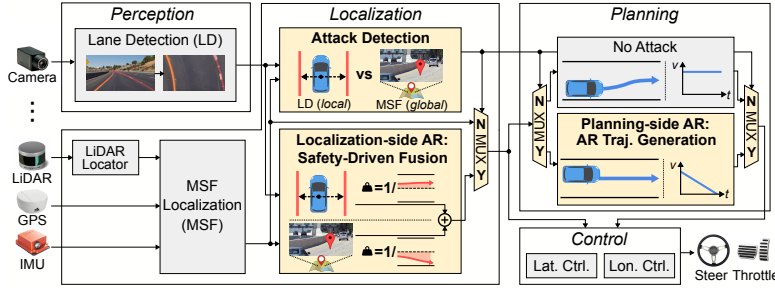 Perception
Lane Detection (LD)
Camera
LiDAR
GPS
IMU
LiDAR
Locator
MSF
Localization
(MSF)
Localization
Attack Detection
vs
LD (local)
MSF (global)
Localization-side AR:
Safety-Driven Fusion
=1/
=1/
N
MUX
Y
Planning
No Attack
v
t
N
MUX
Y
N
MUX
Y
Planning-side AR:
AR Traj. Generation
v
t
Control
Lat. Ctrl.
Lon. Ctrl.
Steer
Throttle